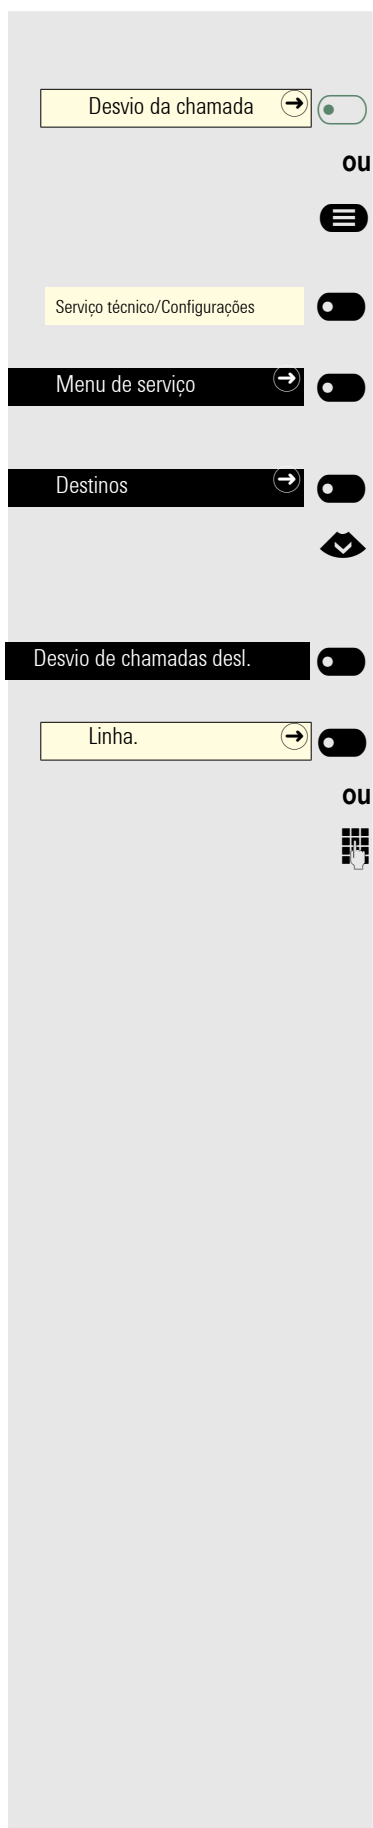 Desvio da chamada
ou
Serviço técnico/Configurações
Menu de serviço
Destinos
Desvio de chamadas desl.
Linha.
ou